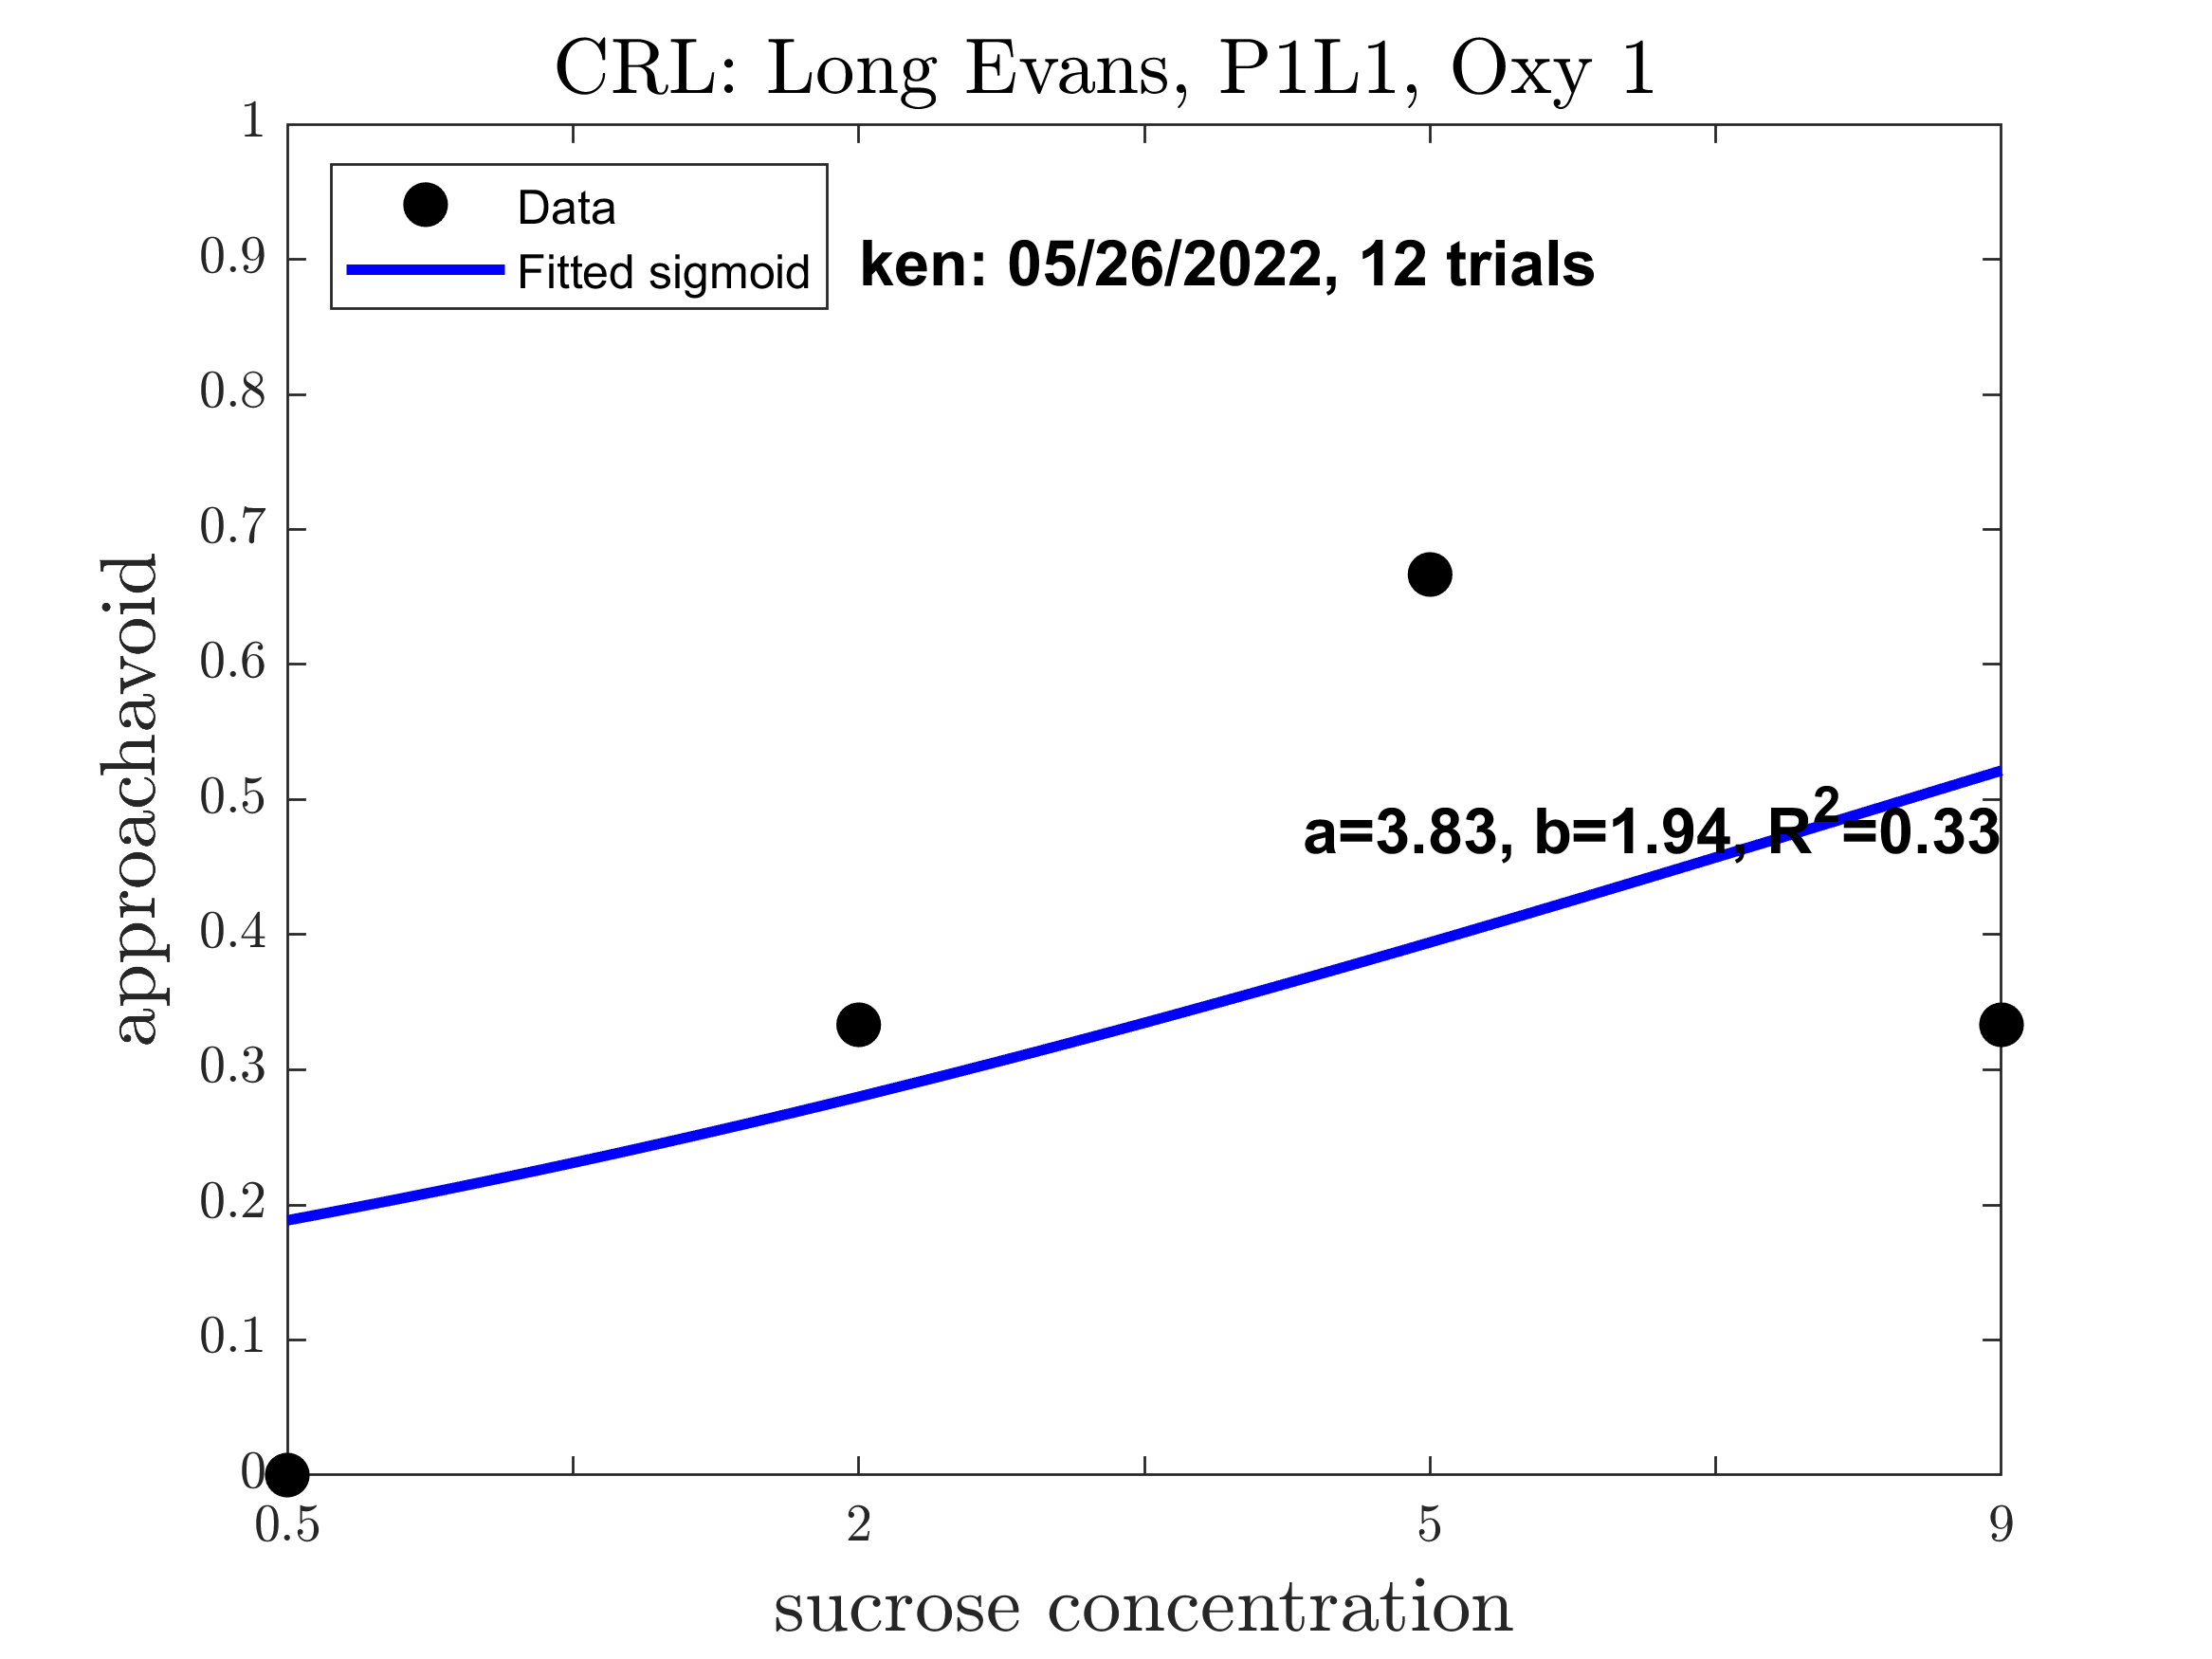 CRL: Long Evans, P1L1, Oxy 1
Data
Fitted sigmoid
ken: 05/26/2022, 12 trials
a=3.83, b=1.94, R²=0.33
approachavoid
1
0.9
0.8
0.7
0.6
0.5
0.4
0.3
0.2
0.1
0
0.5 2 5 9
sucrose concentration